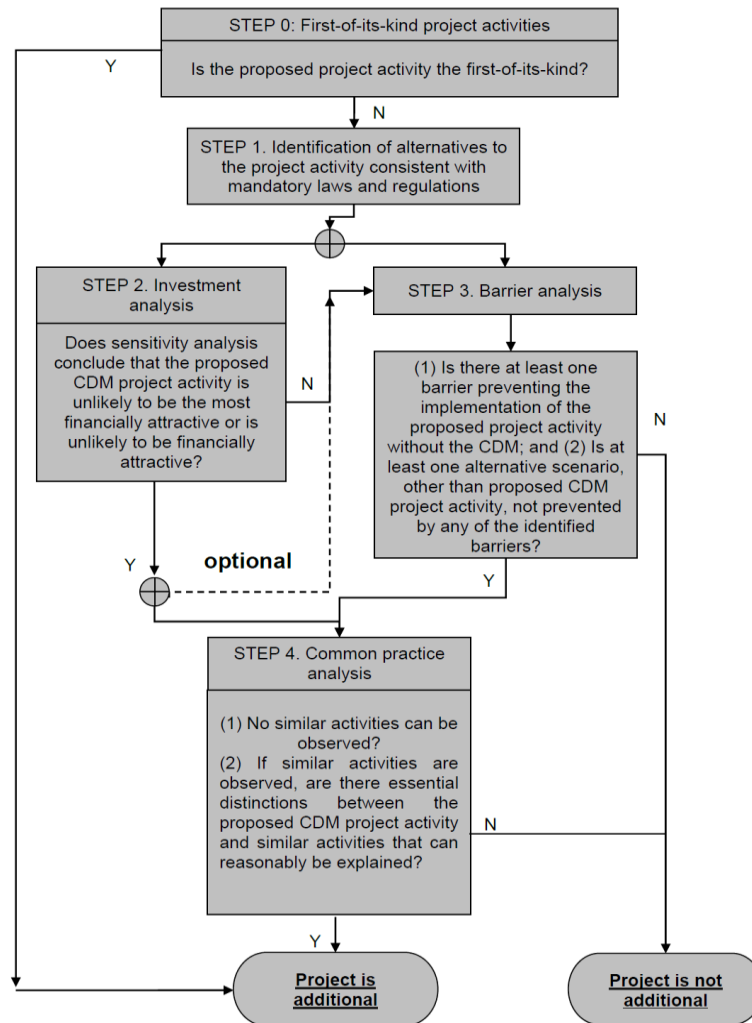 STEP 0: First-of-its-kind project activities
Is the proposed project activity the first-of-its-kind?
Y
N
STEP 1. Identification of alternatives to
the project activity consistent with
mandatory laws and regulations
STEP 2. Investment
analysis
Does sensitivity analysis
conclude that the proposed
CDM project activity is
unlikely to be the most
financially attractive or is
unlikely to be financially
attractive?
N
STEP 3. Barrier analysis
(1) Is there at least one
barrier preventing the
implementation of the
proposed project activity
without the CDM; and (2) Is at
least one alternative scenario,
other than proposed CDM
project activity, not prevented
by any of the identified
barriers?
N
Y
optional
Y
STEP 4. Common practice
analysis
(1) No similar activities can be
observed?
(2) If similar activities are
observed, are there essential
distinctions between the
proposed CDM project activity
and similar activities that can
reasonably be explained?
N
Y
Project is
additional
Project is not
additional